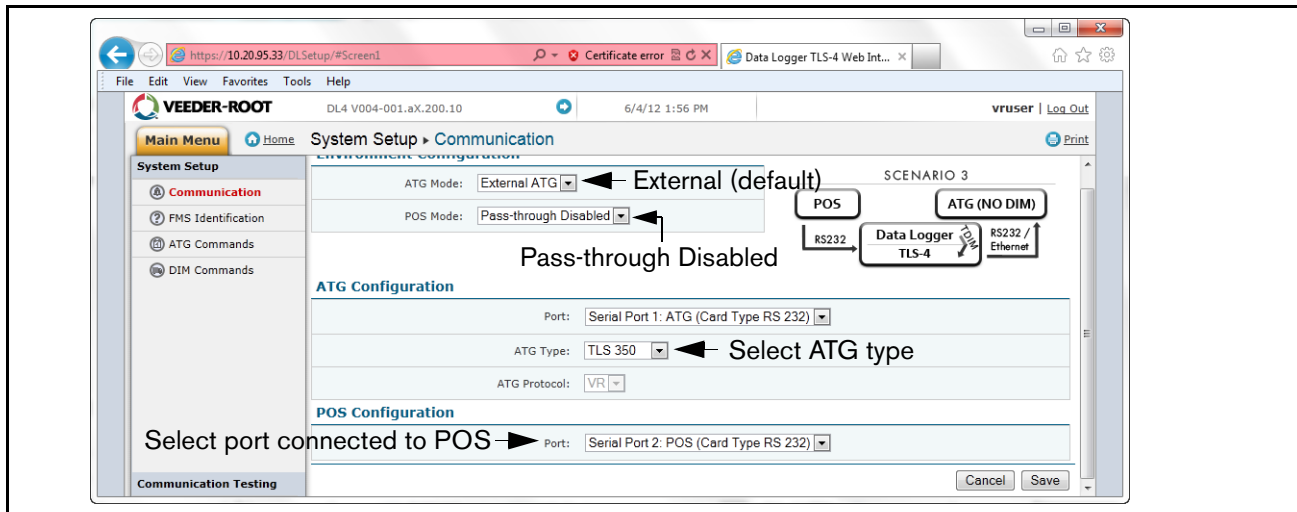 https://10.20.95.33/DLSetup/#Screen1
Certificate error
Data Logger TLS-4 Web Int...
File Edit View Favorites Tools Help
VEEDER-ROOT
DL4 V004-001.aX.200.10
6/4/12 1:56 PM
vruser | Log Out
Main Menu
Home
System Setup ▸ Communication
Print
System Setup
Communication
FMS Identification
ATG Commands
DIM Commands
Communication Testing
Environment Configuration
ATG Mode: External ATG
External (default)
POS Mode: Pass-through Disabled
Pass-through Disabled
SCENARIO 3
POS
ATG (NO DIM)
RS232
Data Logger
TLS-4
TDIM
RS232 /
Ethernet
ATG Configuration
Port: Serial Port 1: ATG (Card Type RS 232)
ATG Type: TLS 350
Select ATG type
ATG Protocol: VR
POS Configuration
Select port connected to POS
Port: Serial Port 2: POS (Card Type RS 232)
Cancel Save